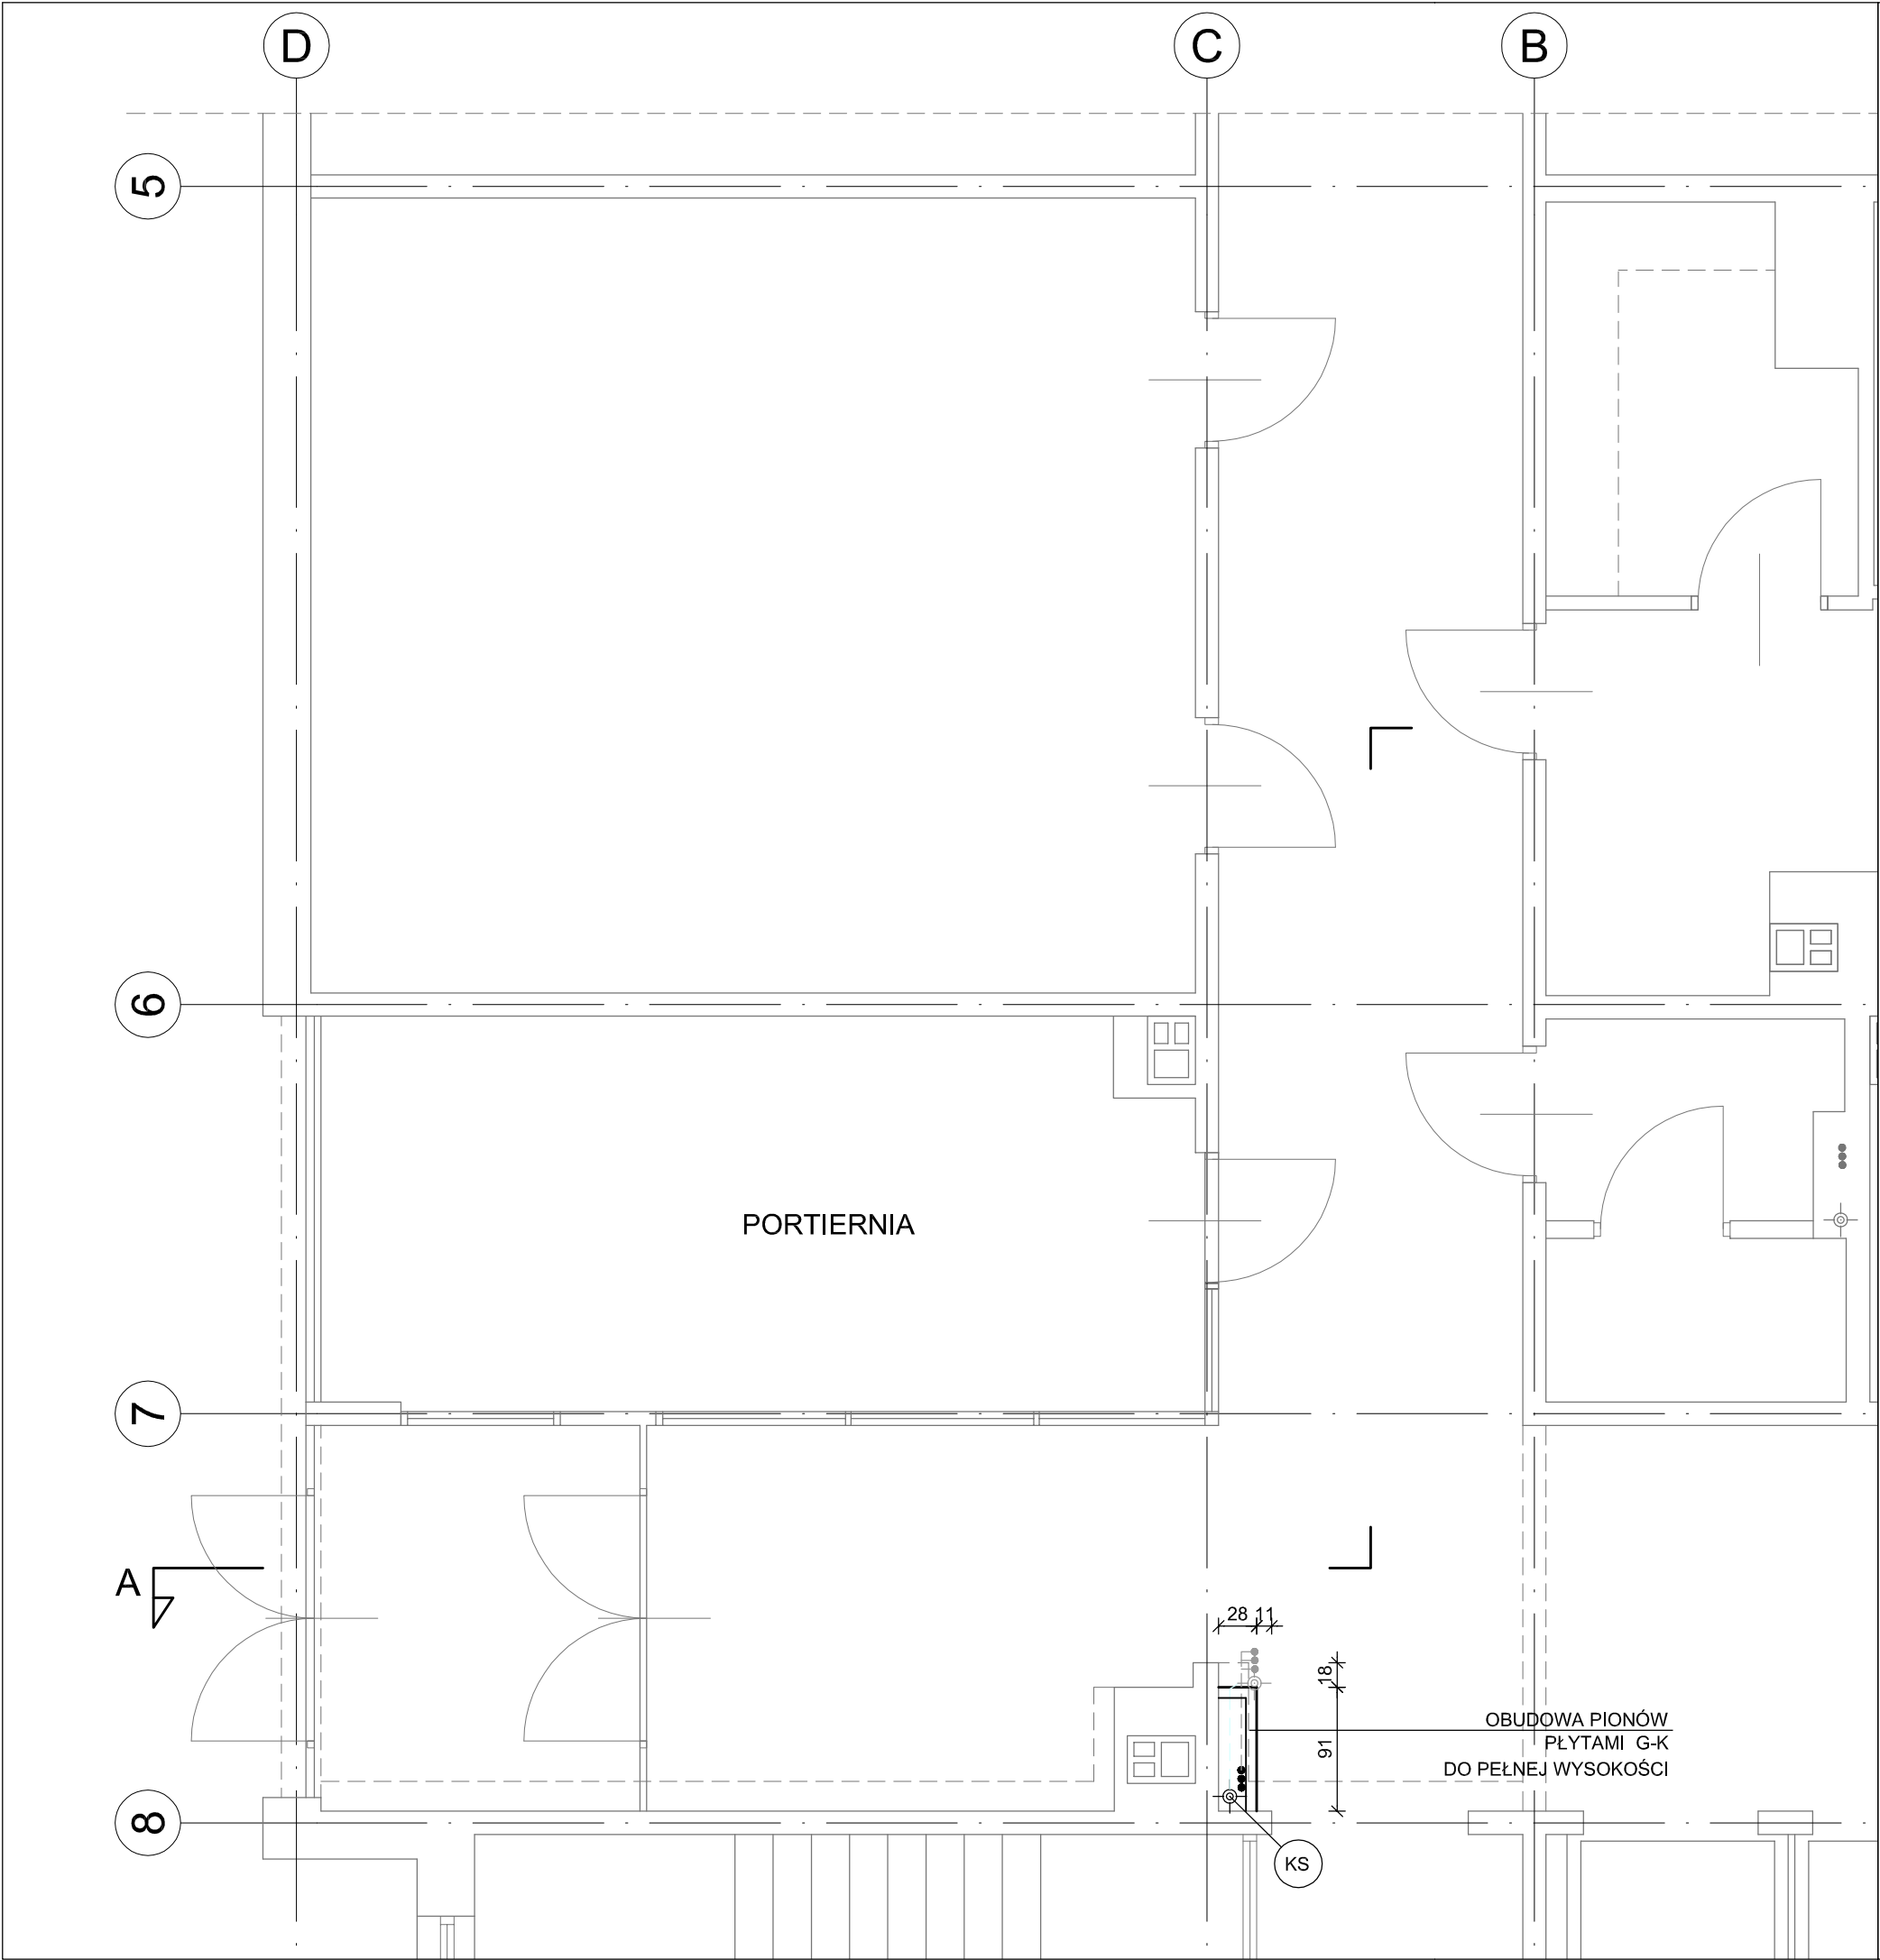 D
C
B
5
6
PORTIERNIA
7
A
28
11
18
OBUDOWA PIONÓW
PŁYTAMI G-K
DO PEŁNEJ WYSOKOŚCI
91
8
KS